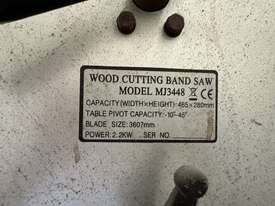 WOOD CUTTING BAND SAW
MODEL MJ3448 CE
CAPACITY(WIDTH×HEIGHT):465×280mm
TABLE PIVOT CAPACITY:-10°-45°
BLADE SIZE:3607mm
POWER:2.2KW SER NO